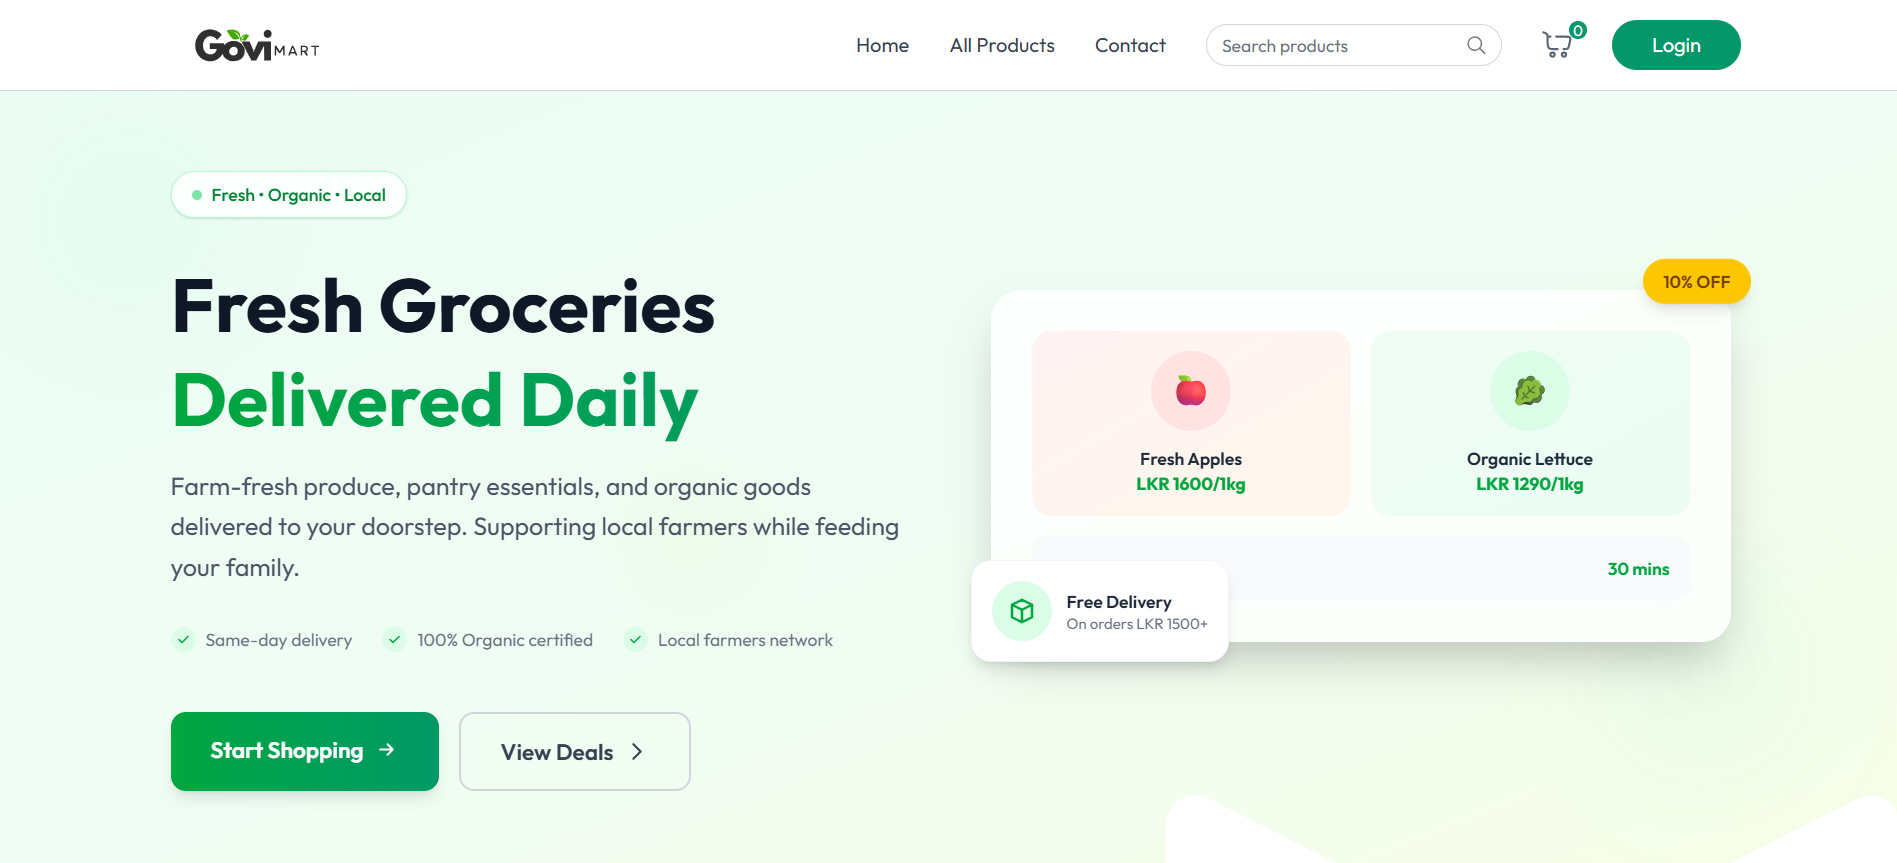 Govi MART
Home
All Products
Contact
Search products
0
Login
Fresh • Organic • Local
Fresh Groceries
Delivered Daily
Farm-fresh produce, pantry essentials, and organic goods
delivered to your doorstep. Supporting local farmers while feeding
your family.
Same-day delivery
100% Organic certified
Local farmers network
Start Shopping
View Deals
10% OFF
Fresh Apples
LKR 1600/1kg
Organic Lettuce
LKR 1290/1kg
30 mins
Free Delivery
On orders LKR 1500+